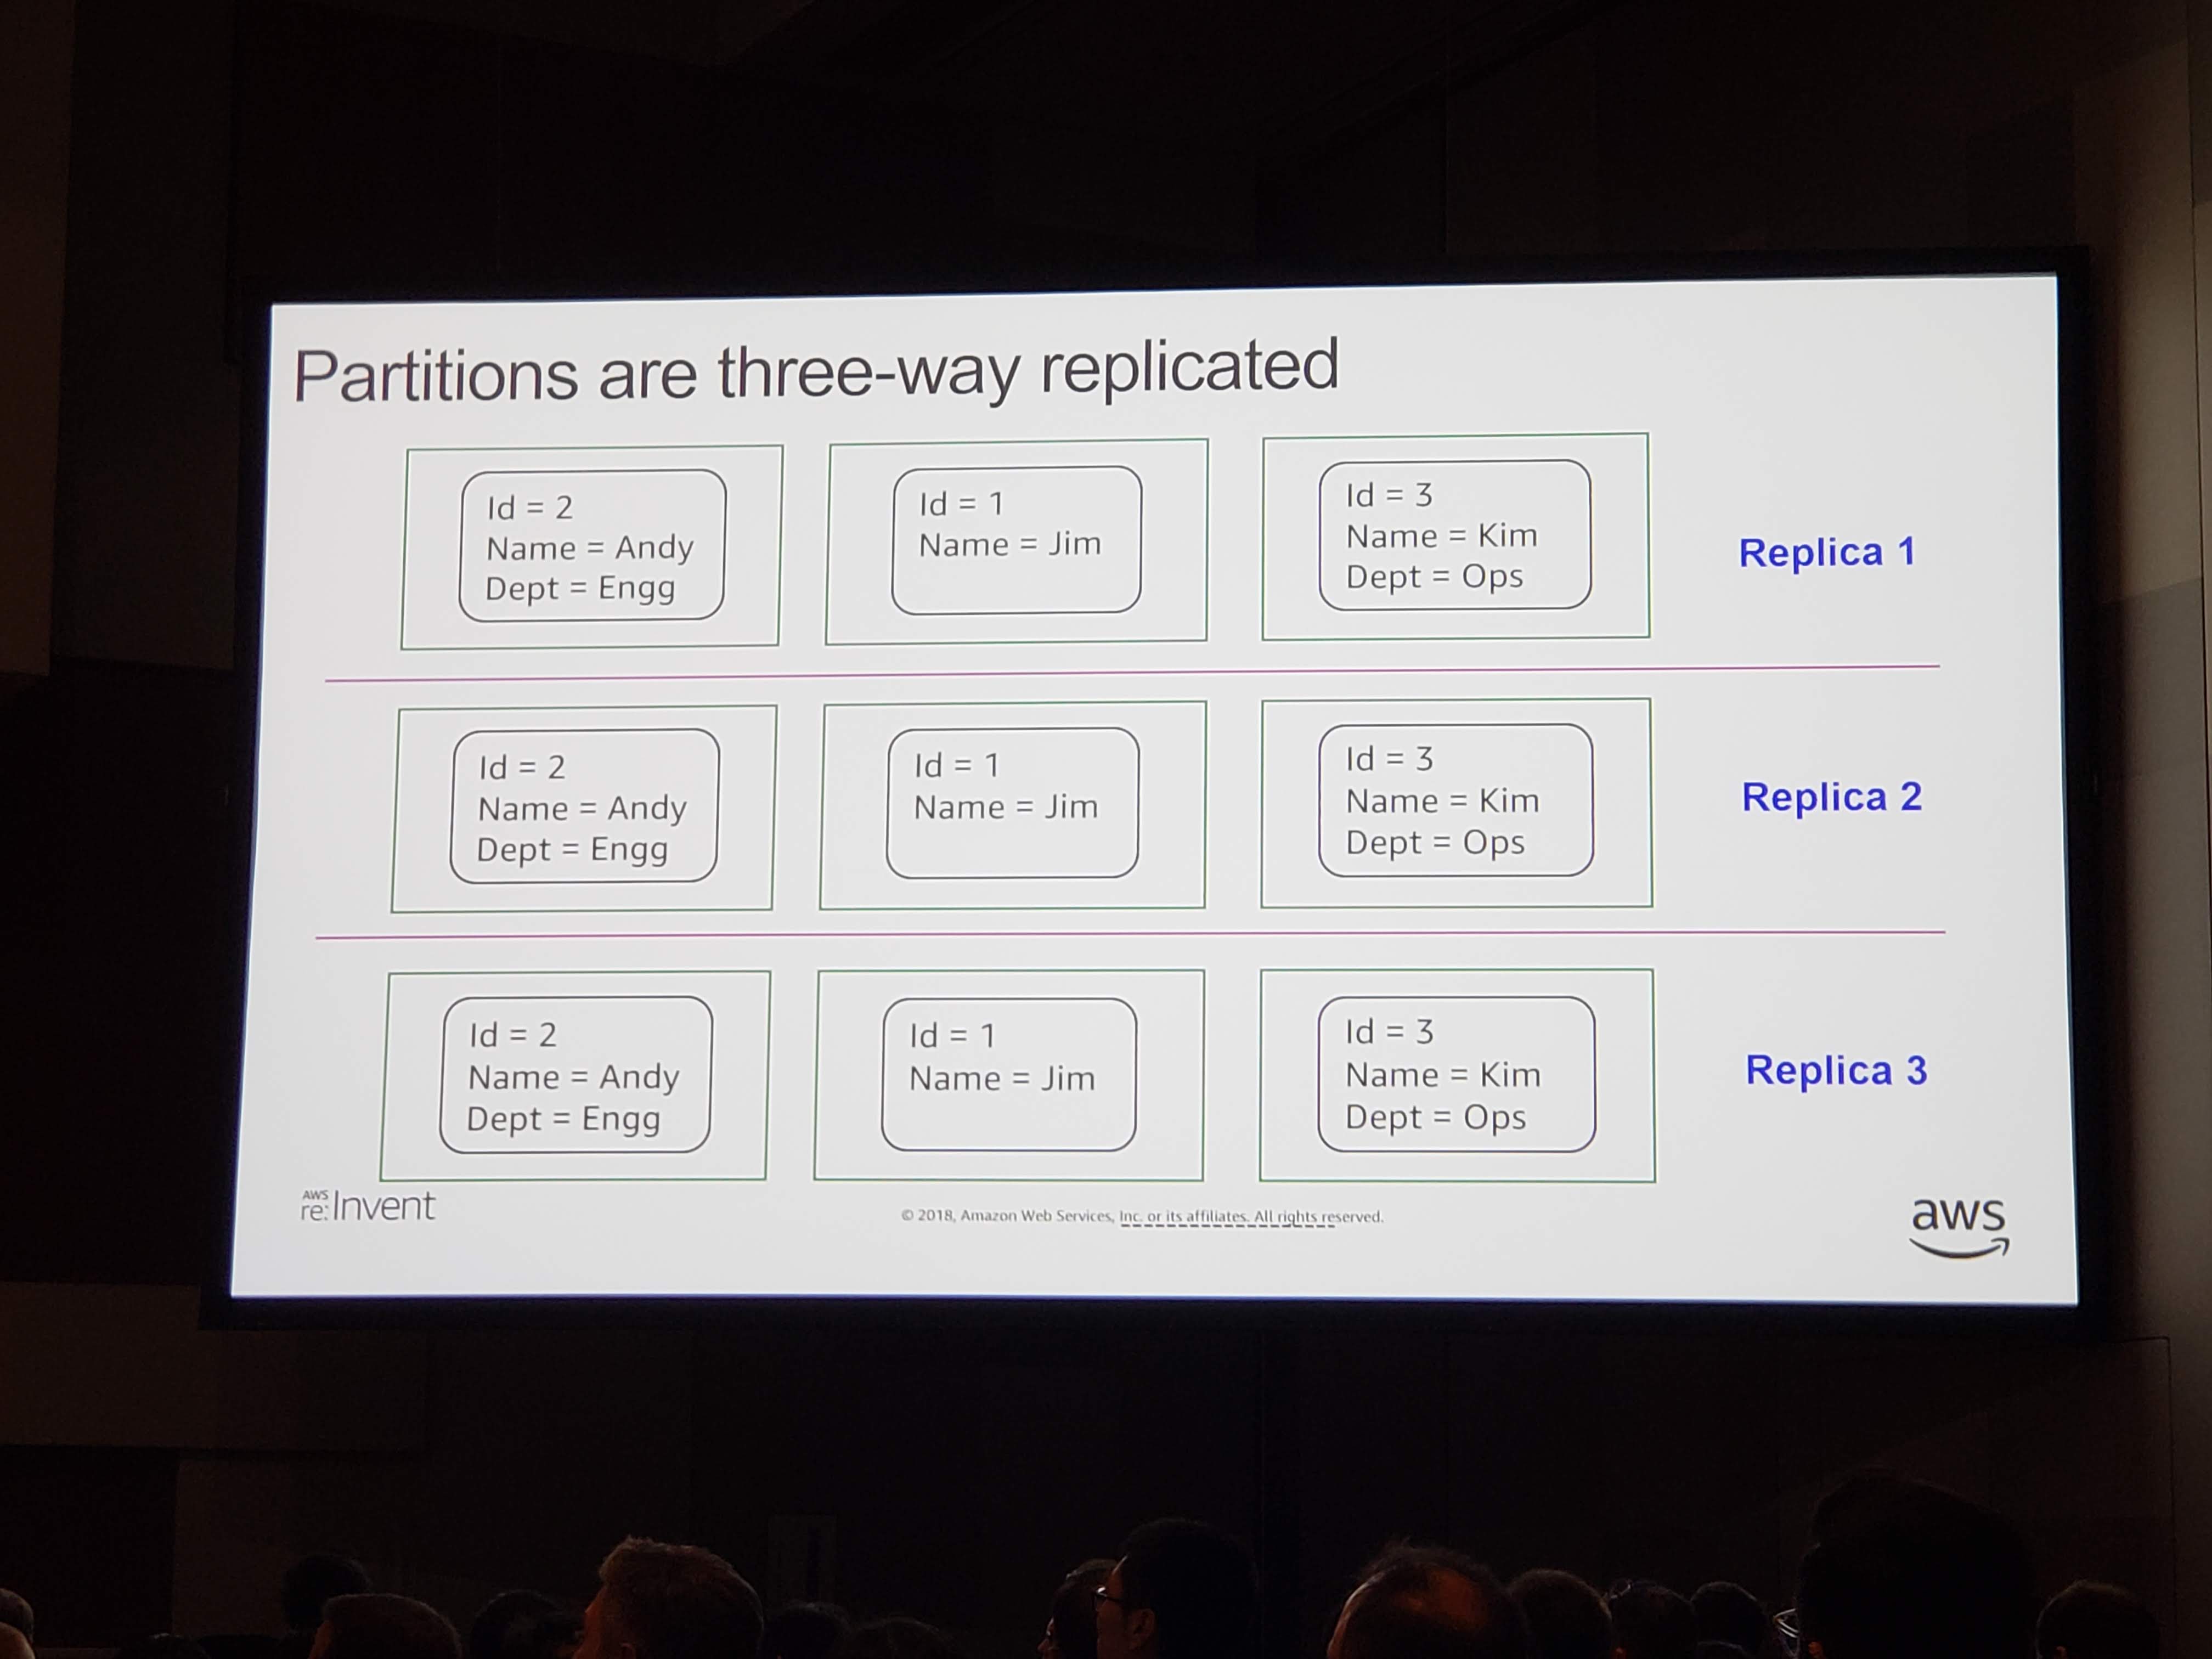 Partitions are three-way replicated
Id = 2
Name = Andy
Dept = Engg
Id = 1
Name = Jim
Id = 3
Name = Kim
Dept = Ops
Replica 1
Id = 2
Name = Andy
Dept = Engg
Id = 1
Name = Jim
Id = 3
Name = Kim
Dept = Ops
Replica 2
Id = 2
Name = Andy
Dept = Engg
Id = 1
Name = Jim
Id = 3
Name = Kim
Dept = Ops
Replica 3
AWS
re:Invent
© 2018, Amazon Web Services, Inc. or its affiliates. All rights reserved.
aws